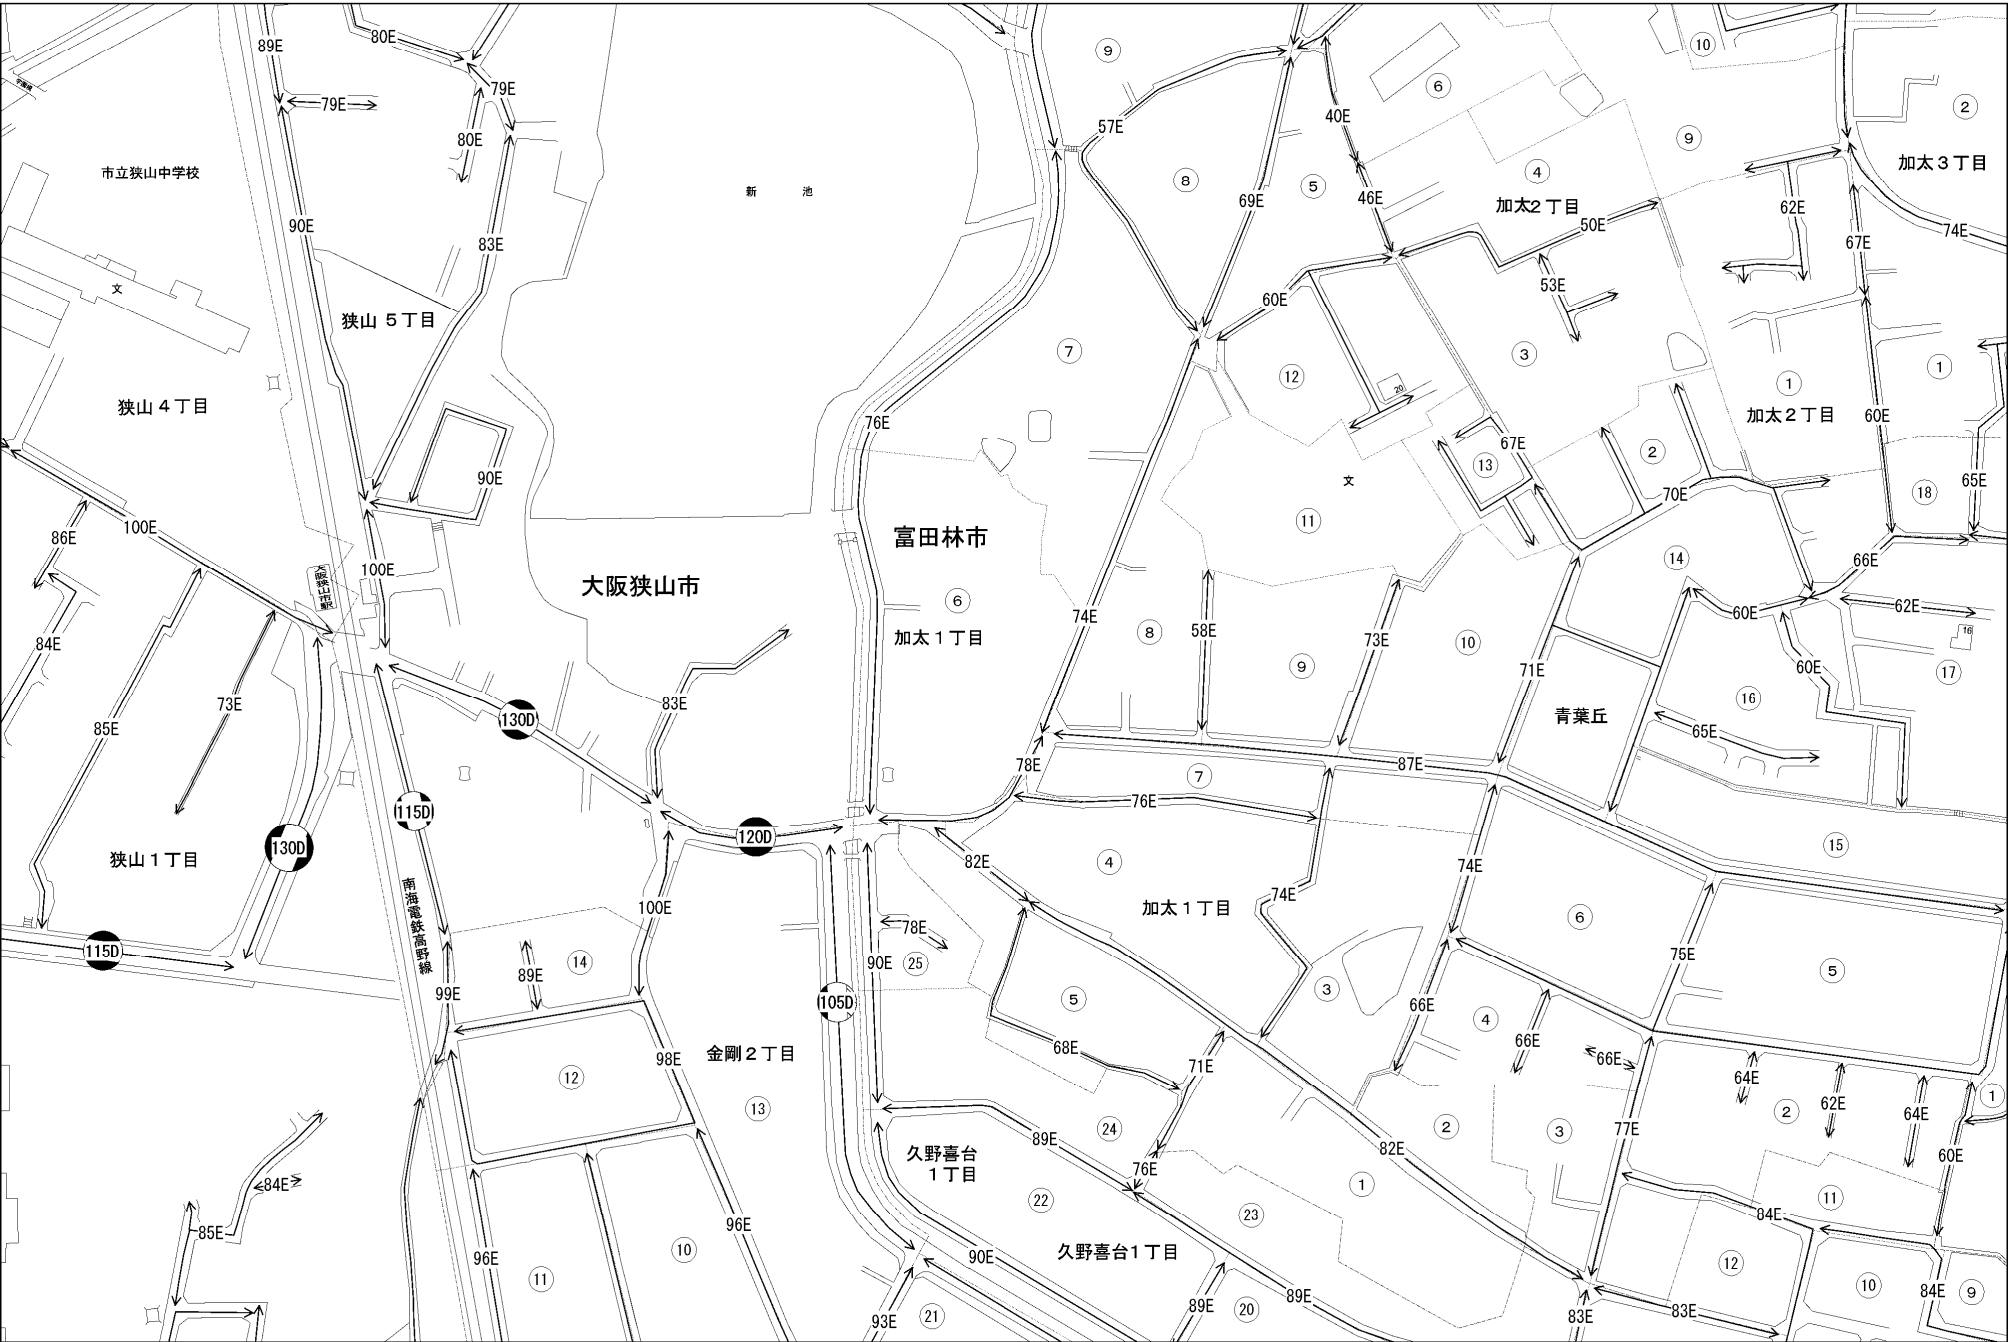 89E
80E
79E
79E
80E
市立狭山中学校
文
90E
83E
狭山 5丁目
狭山 4丁目
90E
100E
86E
100E
大阪狭山市駅
84E
73E
85E
130D
狭山 1丁目
115D
115D
130D
新 池
大阪狭山市
83E
120D
南海電鉄高野線
100E
99E
89E
14
12
98E
金剛2丁目
13
84E
85E
96E
11
10
96E
105D
90E
78E
25
久野喜台
1丁目
22
90E
久野喜台1丁目
93E
21
89E
20
89E
23
89E
24
76E
71E
68E
5
82E
4
加太1丁目
74E
3
76E
7
78E
87E
76E
富田林市
6
加太1丁目
74E
7
8
58E
9
73E
10
11
文
9
57E
8
69E
5
40E
46E
6
4
加太2丁目
50E
53E
3
60E
12
20
13
67E
2
70E
10
9
2
加太3丁目
74E
62E
67E
1
加太2丁目
60E
1
65E
18
14
66E
60E
62E
16
17
60E
16
65E
71E
青葉丘
15
74E
6
75E
5
66E
4
66E
66E
64E
62E
64E
2
1
60E
3
77E
2
82E
1
11
84E
12
10
9
84E
83E
83E